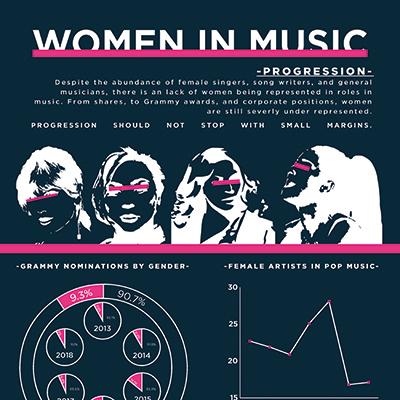 WOMEN IN MUSIC
-PROGRESSION-
Despite the abundance of female singers, song writers, and general
musicians, there is an lack of women being represented in roles in
music. From shares, to Grammy awards, and corporate positions, women
are still severly under represented.
PROGRESSION SHOULD NOT STOP WITH SMALL MARGINS.
-GRAMMY NOMINATIONS BY GENDER-
-FEMALE ARTISTS IN POP MUSIC-
9.3%
90.7%
2013
2018
2014
2015
30
25
20
15